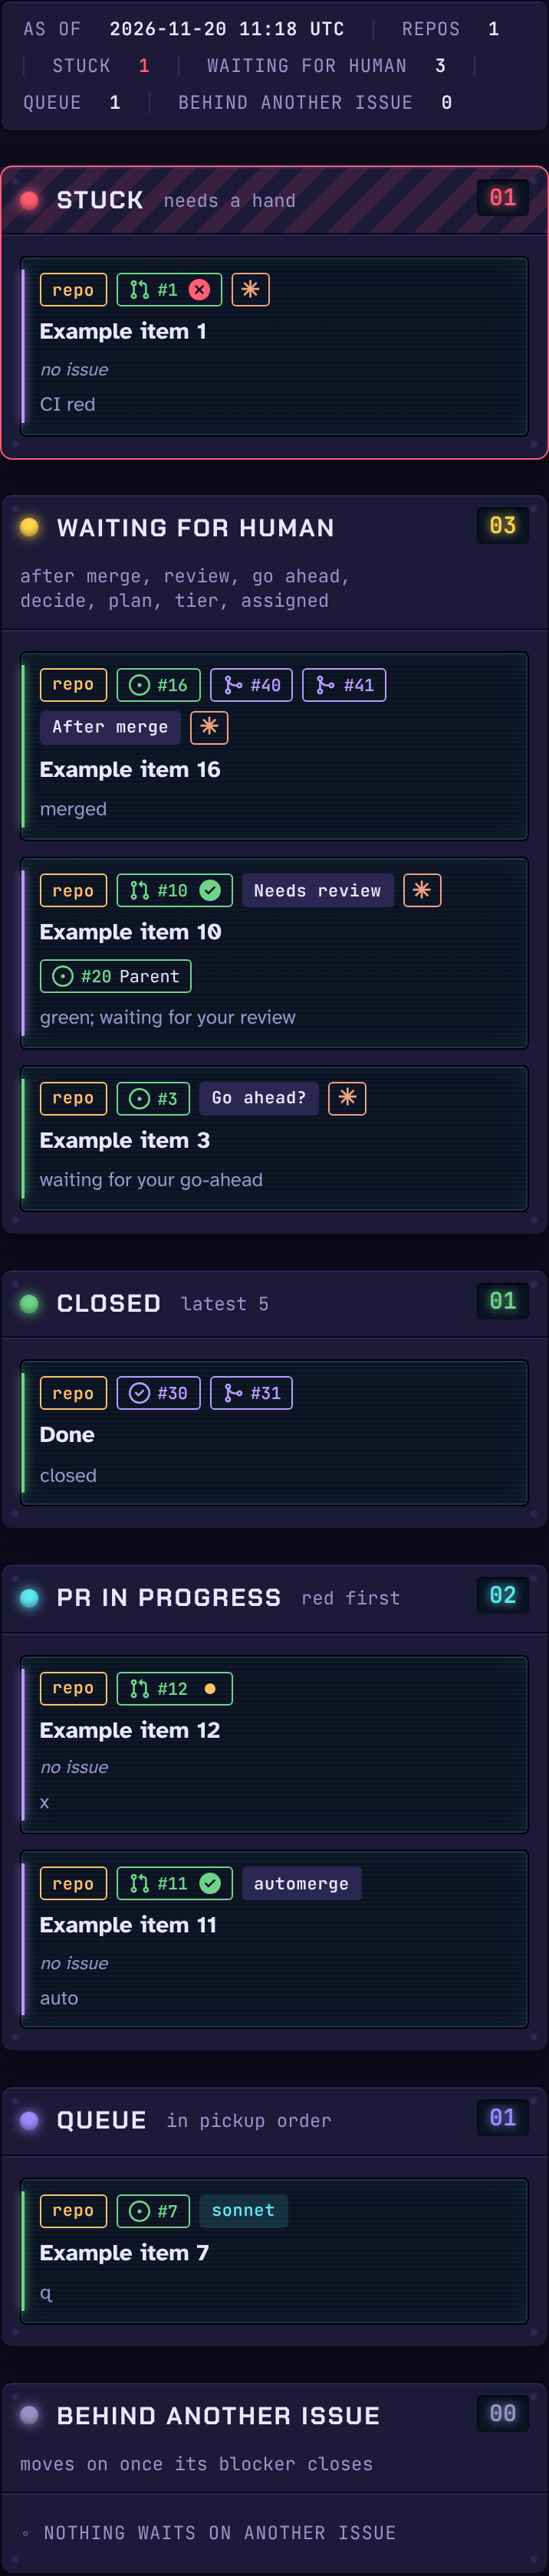 AS OF 2026-11-20 11:18 UTC REPOS 1
STUCK 1 WAITING FOR HUMAN 3
QUEUE 1 BEHIND ANOTHER ISSUE 0
STUCK needs a hand 01
repo #1
Example item 1
no issue
CI red
WAITING FOR HUMAN 03
after merge, review, go ahead,
decide, plan, tier, assigned
repo #16 #40 #41
After merge
Example item 16
merged
repo #10 Needs review
Example item 10
#20 Parent
green; waiting for your review
repo #3 Go ahead?
Example item 3
waiting for your go-ahead
CLOSED latest 5 01
repo #30 #31
Done
closed
PR IN PROGRESS red first 02
repo #12
Example item 12
no issue
x
repo #11 automerge
Example item 11
no issue
auto
QUEUE in pickup order 01
repo #7 sonnet
Example item 7
q
BEHIND ANOTHER ISSUE 00
moves on once its blocker closes
NOTHING WAITS ON ANOTHER ISSUE